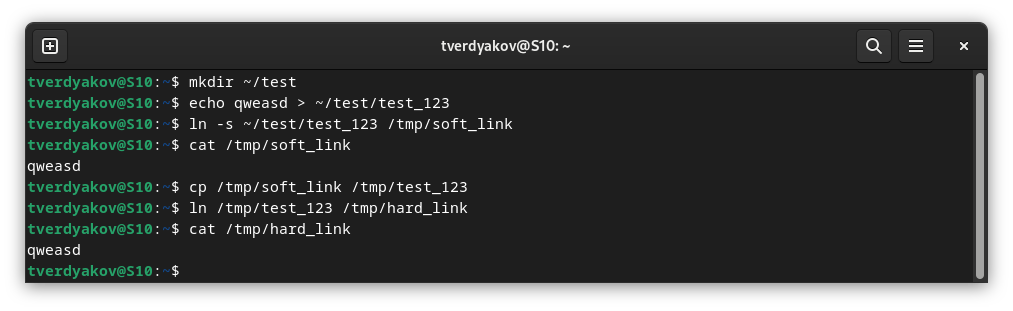 tverdyakov@S10: ~
tverdyakov@S10:~$ mkdir ~/test
tverdyakov@S10:~$ echo qweasd > ~/test/test_123
tverdyakov@S10:~$ ln -s ~/test/test_123 /tmp/soft_link
tverdyakov@S10:~$ cat /tmp/soft_link
qweasd
tverdyakov@S10:~$ cp /tmp/soft_link /tmp/test_123
tverdyakov@S10:~$ ln /tmp/test_123 /tmp/hard_link
tverdyakov@S10:~$ cat /tmp/hard_link
qweasd
tverdyakov@S10:~$